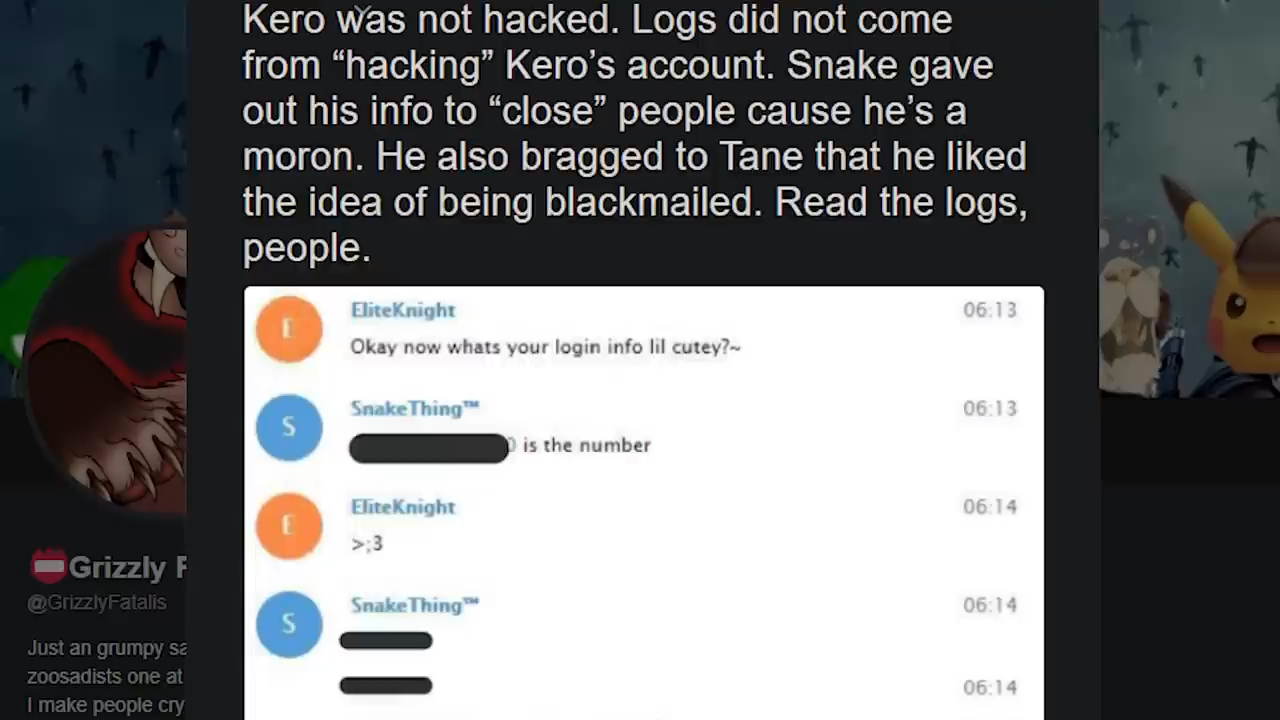 Kero was not hacked. Logs did not come
from “hacking” Kero’s account. Snake gave
out his info to “close” people cause he’s a
moron. He also bragged to Tane that he liked
the idea of being blackmailed. Read the logs,
people.
E
EliteKnight
06:13
Okay now whats your login info lil cutey?~
S
SnakeThing™
06:13
is the number
E
EliteKnight
06:14
>;3
S
SnakeThing™
06:14
06:14
Grizzly F
@GrizzlyFatalis
Just an grumpy sa
zoosadists one at
I make people cry